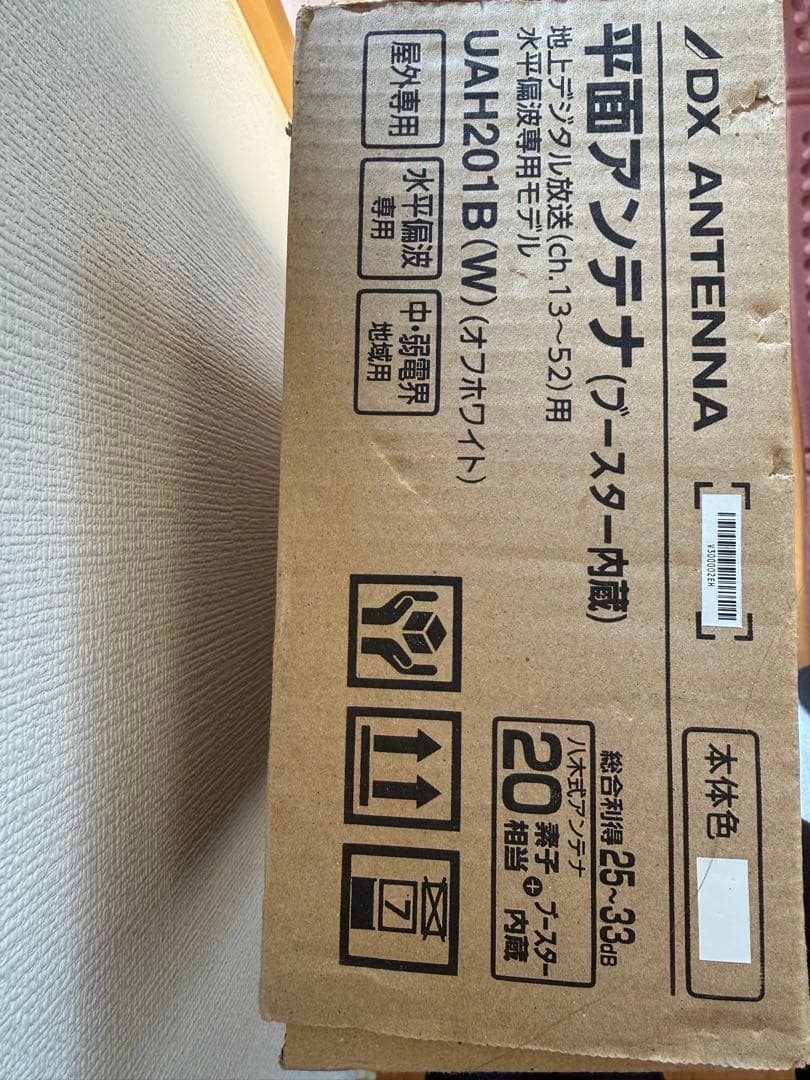 DX ANTENNA
V300002EH
本体色
平面アンテナ(ブースター内蔵)
地上デジタル放送(ch.13~52)用
水平偏波専用モデル
UAH201B(W)(オフホワイト)
屋外専用
水平偏波
専用
中・弱電界
地域用
総合利得25~33dB
八木式アンテナ
20素子相当+ブースター内蔵
7